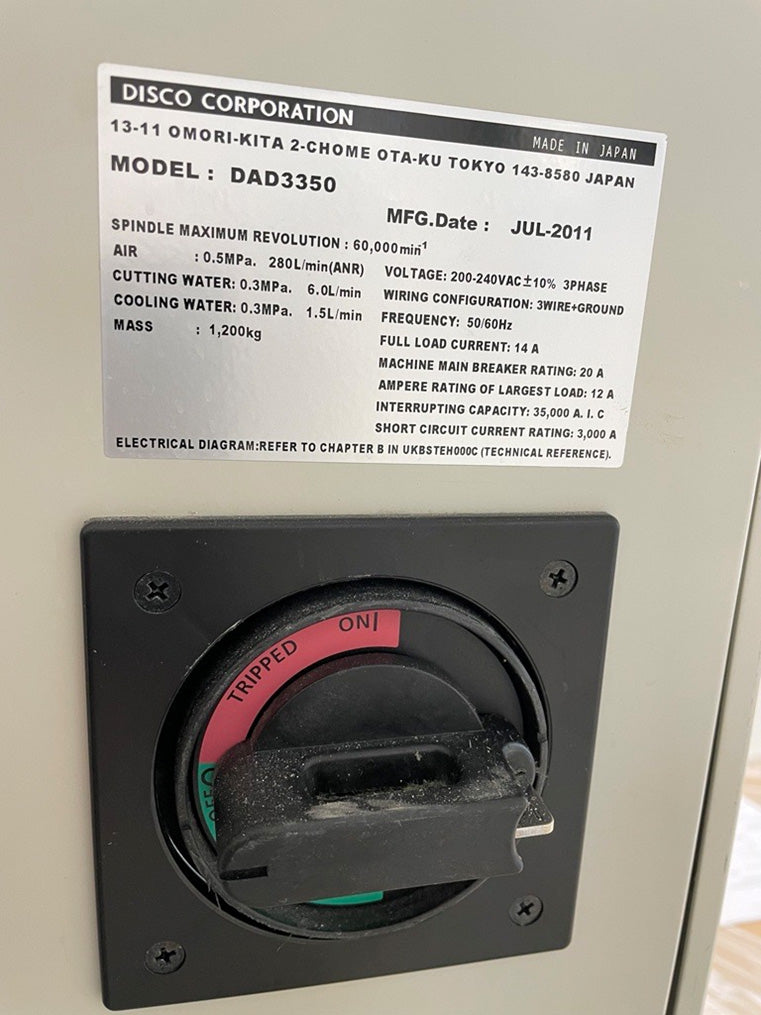 DISCO CORPORATION
MADE IN JAPAN
13-11 OMORI-KITA 2-CHOME OTA-KU TOKYO 143-8580 JAPAN
MODEL : DAD3350
MFG.Date : JUL-2011
SPINDLE MAXIMUM REVOLUTION : 60,000min⁻¹
AIR : 0.5MPa. 280L/min(ANR)
CUTTING WATER: 0.3MPa. 6.0L/min
COOLING WATER: 0.3MPa. 1.5L/min
MASS : 1,200kg
VOLTAGE: 200-240VAC±10% 3PHASE
WIRING CONFIGURATION: 3WIRE+GROUND
FREQUENCY: 50/60Hz
FULL LOAD CURRENT: 14 A
MACHINE MAIN BREAKER RATING: 20 A
AMPERE RATING OF LARGEST LOAD: 12 A
INTERRUPTING CAPACITY: 35,000 A. I. C
SHORT CIRCUIT CURRENT RATING: 3,000 A
ELECTRICAL DIAGRAM:REFER TO CHAPTER B IN UKBSTEH000C (TECHNICAL REFERENCE).
ON|
TRIPPED
OFF O